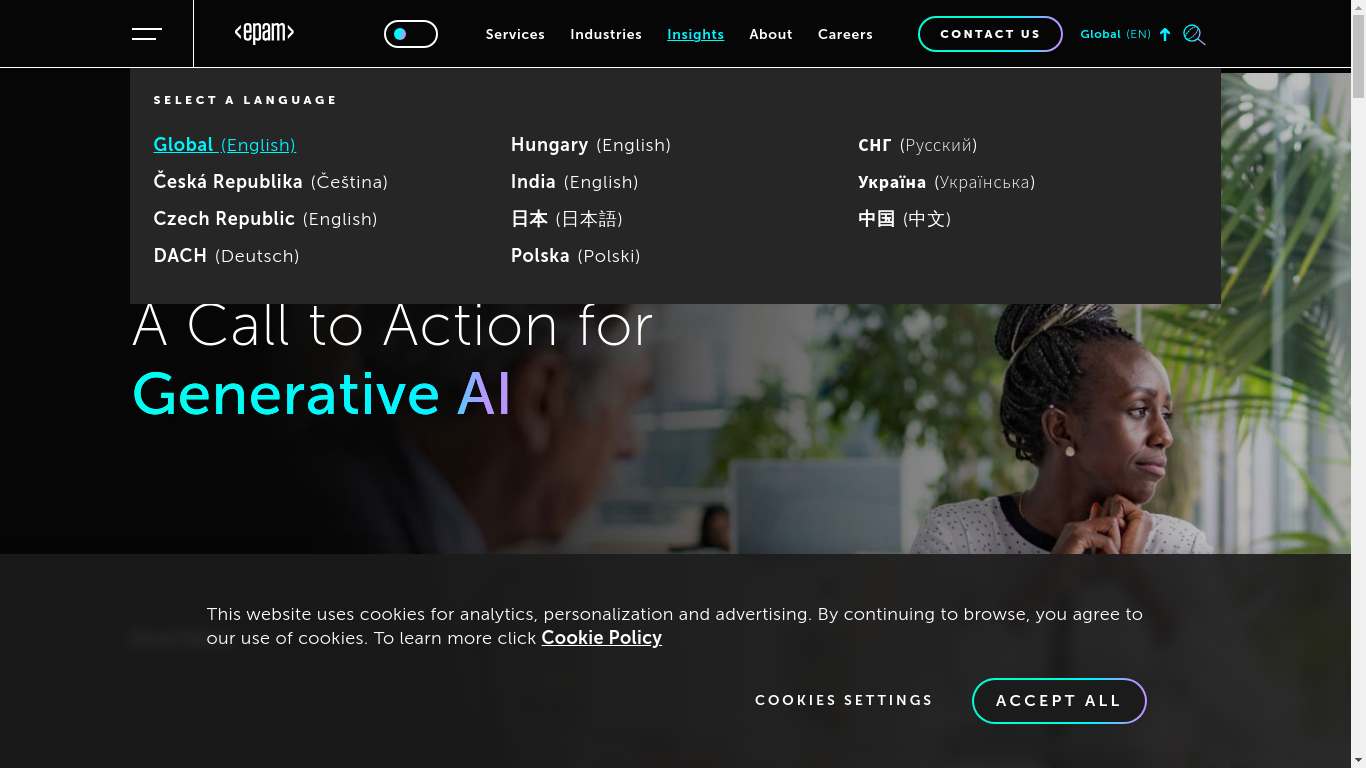 <epam>
Services
Industries
Insights
About
Careers
CONTACT US
Global (EN)
SELECT A LANGUAGE
Global (English)
Česká Republika (Čeština)
Czech Republic (English)
DACH (Deutsch)
Hungary (English)
India (English)
日本 (日本語)
Polska (Polski)
СНГ (Русский)
Україна (Українська)
中国 (中文)
A Call to Action for
Generative AI
This website uses cookies for analytics, personalization and advertising. By continuing to browse, you agree to
our use of cookies. To learn more click Cookie Policy
COOKIES SETTINGS
ACCEPT ALL